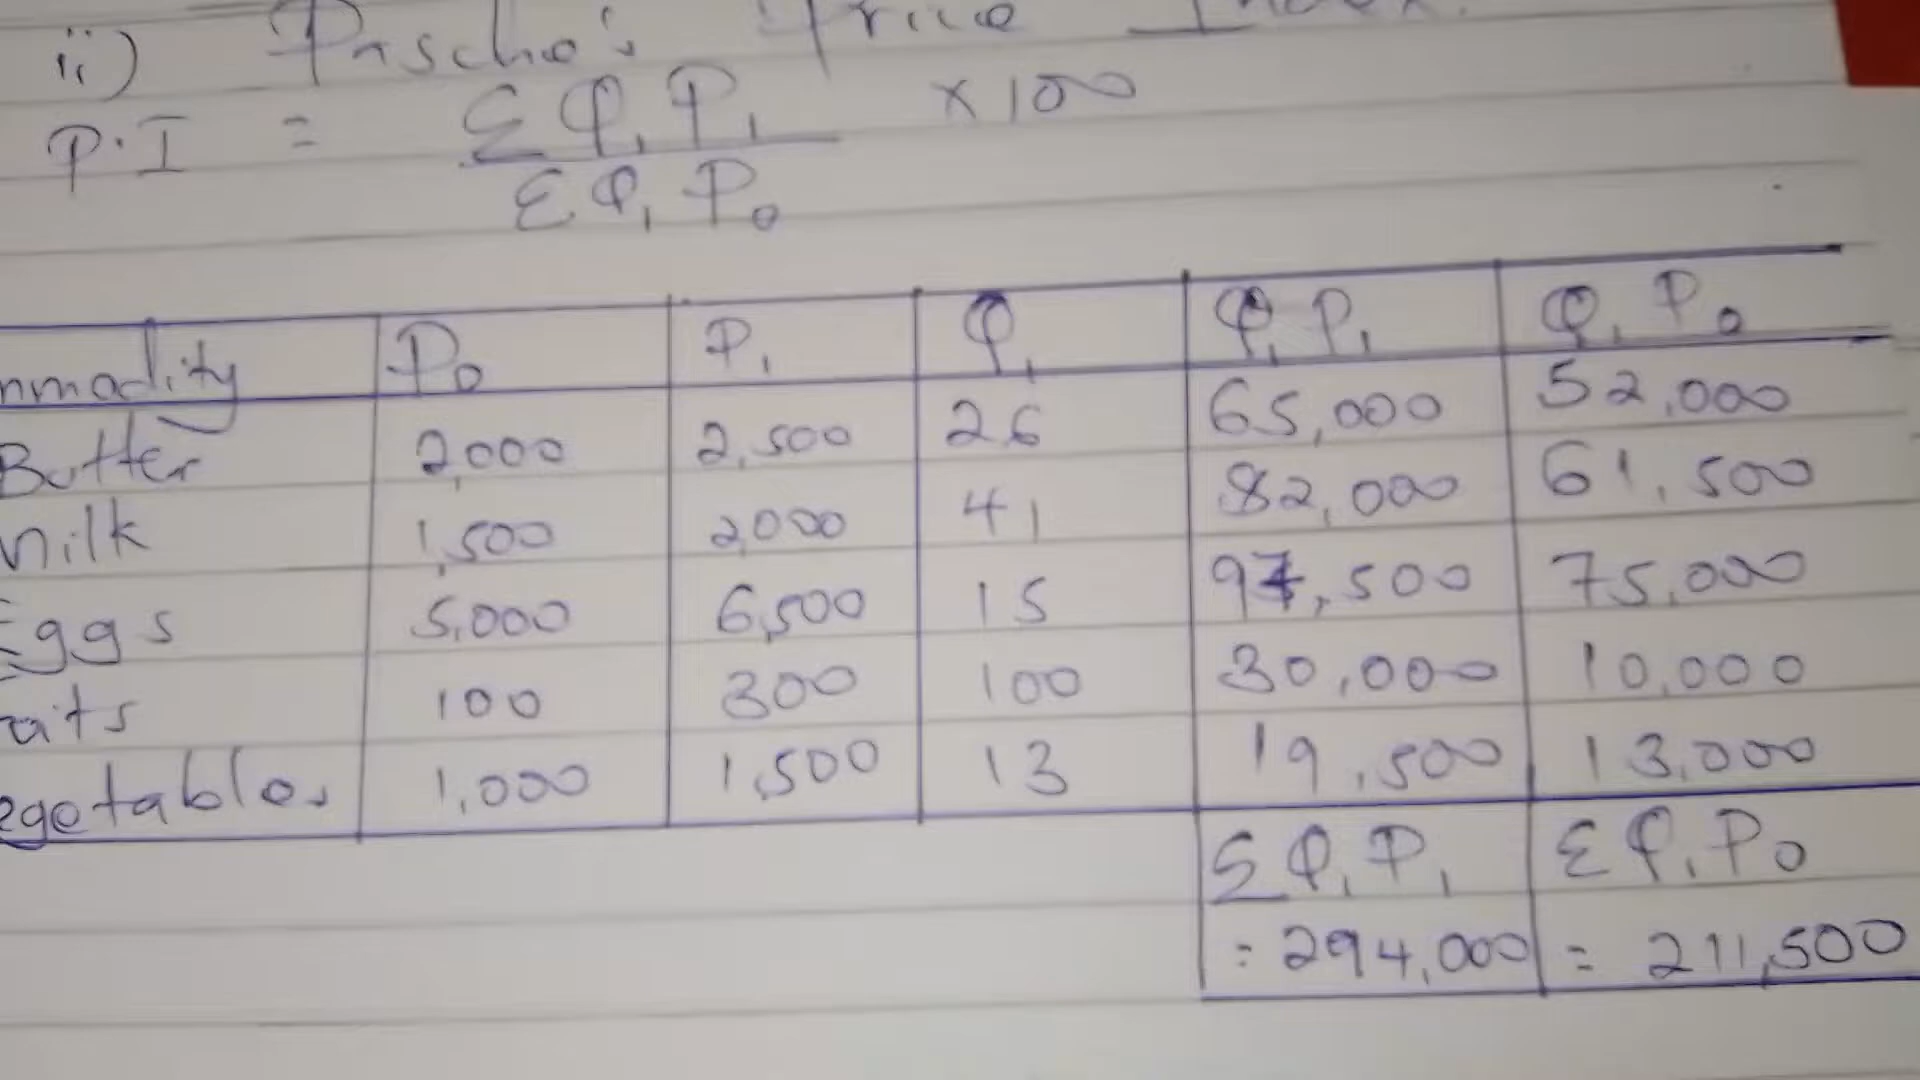 ii) Pasche's Price Index.
P.I = ΣQ₁P₁ x 100
ΣQ₁P₀
mmodity P₀ P₁ Q₁ Q₁P₁ Q₁P₀
Butter 2,000 2,500 26 65,000 52,000
Milk 1,500 2,000 41 82,000 61,500
Eggs 5,000 6,500 15 97,500 75,000
uits 100 300 100 30,000 10,000
egetables 1,000 1,500 13 19,500 13,000
ΣQ₁P₁ ΣQ₁P₀
= 294,000 = 211,500